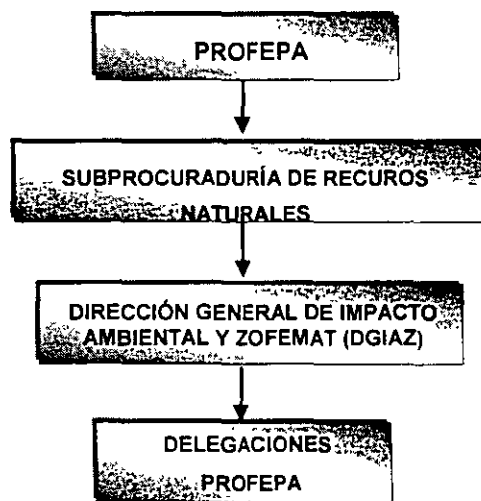 PROFEPA
SUBPROCURADURÍA DE RECUROS
NATURALES
DIRECCIÓN GENERAL DE IMPACTO
AMBIENTAL Y ZOFEMAT (DGIAZ)
DELEGACIONES
PROFEPA